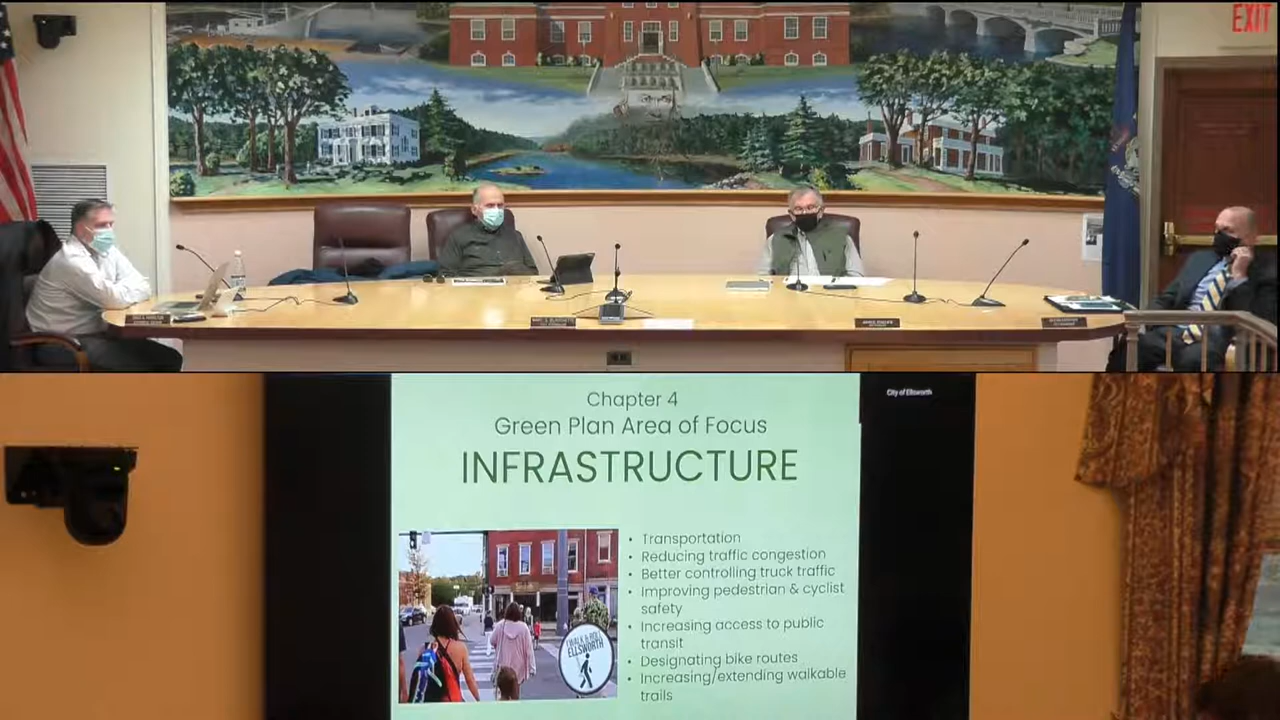 EXIT
Chapter 4
Green Plan Area of Focus
INFRASTRUCTURE
City of Ellsworth
• Transportation
• Reducing traffic congestion
• Better controlling truck traffic
• Improving pedestrian & cyclist
safety
• Increasing access to public
transit
• Designating bike routes
• Increasing/extending walkable
trails
WALK & ROLL
ELLSWORTH